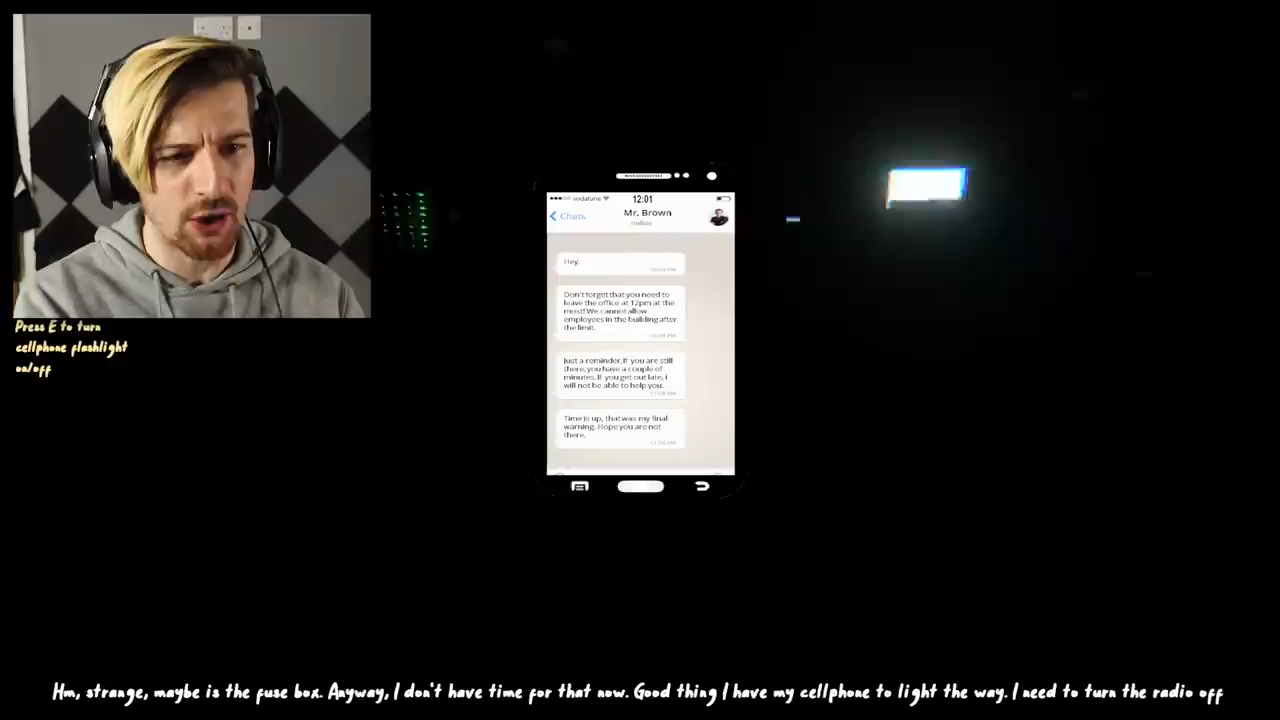 Press E to turn
cellphone flashlight
on/off
vodafone
12:01
Chats
Mr. Brown
online
Hey.
Don't forget that you need to
leave the office at 12pm at the
most! We cannot allow
employees in the building after
the limit.
Just a reminder, If you are still
there, you have a couple of
minutes. If you get out late, i
will not be able to help you.
Time is up, that was my final
warning. Hope you are not
there.
Hm, strange, maybe is the fuse box. Anyway, I don't have time for that now. Good thing I have my cellphone to light the way. I need to turn the radio off